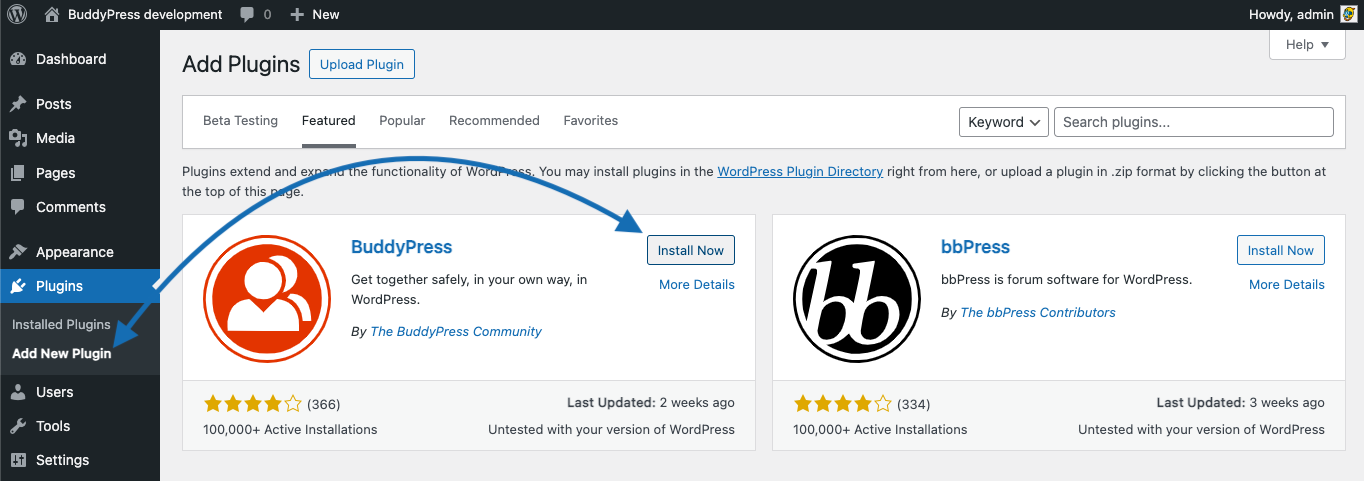 BuddyPress development 0 New Howdy, admin
Help
Dashboard
Posts
Media
Pages
Comments
Appearance
Plugins
Installed Plugins
Add New Plugin
Users
Tools
Settings
Add Plugins Upload Plugin
Beta Testing Featured Popular Recommended Favorites Keyword Search plugins...
Plugins extend and expand the functionality of WordPress. You may install plugins in the WordPress Plugin Directory right from here, or upload a plugin in .zip format by clicking the button at
the top of this page.
BuddyPress
Install Now
More Details
Get together safely, in your own way, in
WordPress.
By The BuddyPress Community
(366)
100,000+ Active Installations
Last Updated: 2 weeks ago
Untested with your version of WordPress
bb
bbPress
Install Now
More Details
bbPress is forum software for WordPress.
By The bbPress Contributors
(334)
100,000+ Active Installations
Last Updated: 3 weeks ago
Untested with your version of WordPress